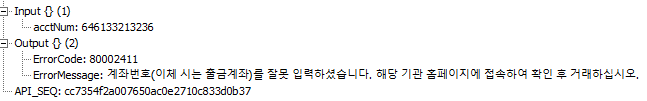 Input {} (1)
acctNum: 646133213236
Output {} (2)
ErrorCode: 80002411
ErrorMessage: 계좌번호(이체 시는 출금계좌)를 잘못 입력하셨습니다. 해당 기관 홈페이지에 접속하여 확인 후 거래하십시오.
API_SEQ: cc7354f2a007650ac0e2710c833d0b37